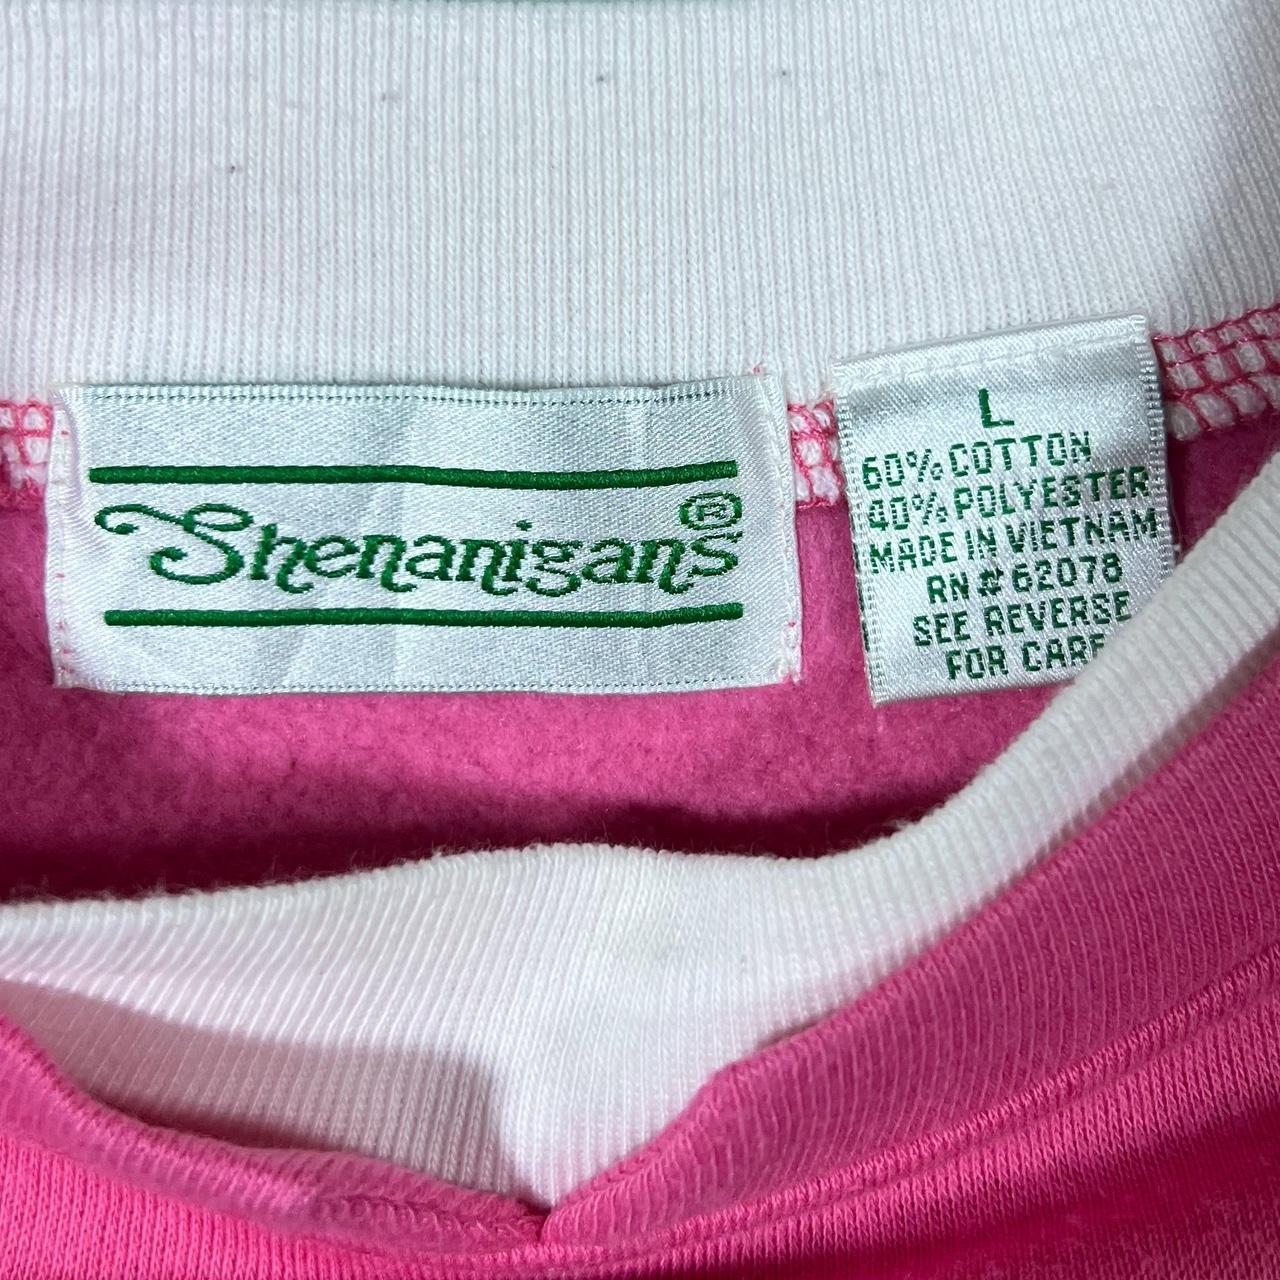 Shenanigans®
L
60% COTTON
40% POLYESTER
MADE IN VIETNAM
RN # 62078
SEE REVERSE
FOR CARE